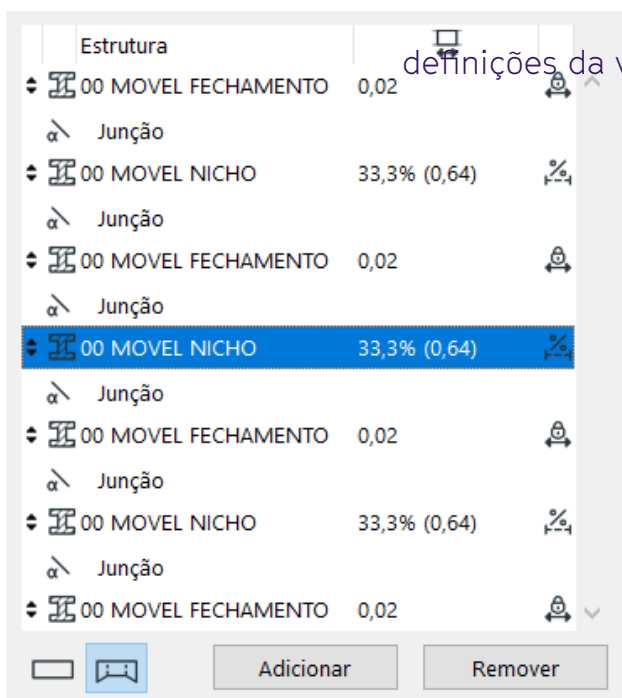 Estrutura
definições da v
00 MOVEL FECHAMENTO 0,02
Junção
00 MOVEL NICHO 33,3% (0,64)
Junção
00 MOVEL FECHAMENTO 0,02
Junção
00 MOVEL NICHO 33,3% (0,64)
Junção
00 MOVEL FECHAMENTO 0,02
Junção
00 MOVEL NICHO 33,3% (0,64)
Junção
00 MOVEL FECHAMENTO 0,02
Adicionar Remover